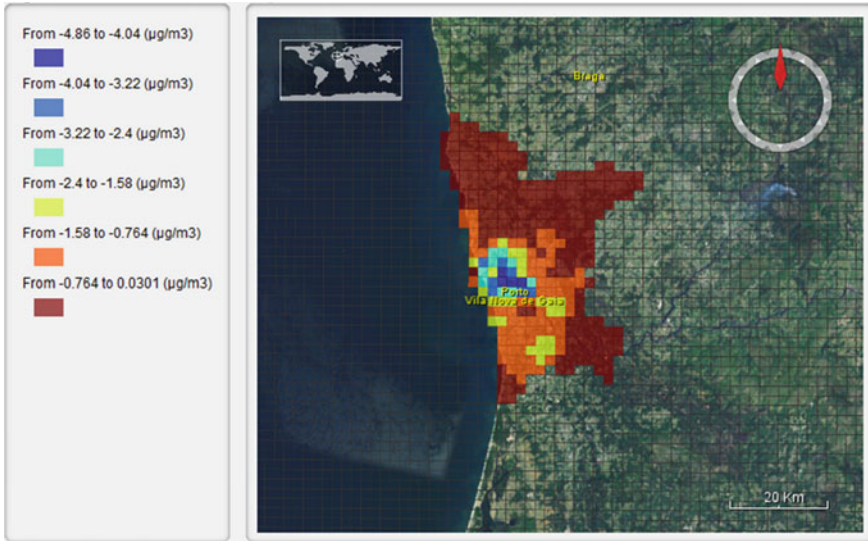 From -4.86 to -4.04 (µg/m3)
From -4.04 to -3.22 (µg/m3)
From -3.22 to -2.4 (µg/m3)
From -2.4 to -1.58 (µg/m3)
From -1.58 to -0.764 (µg/m3)
From -0.764 to 0.0301 (µg/m3)
Braga
Porto
Vila Nova de Gaia
20 Km